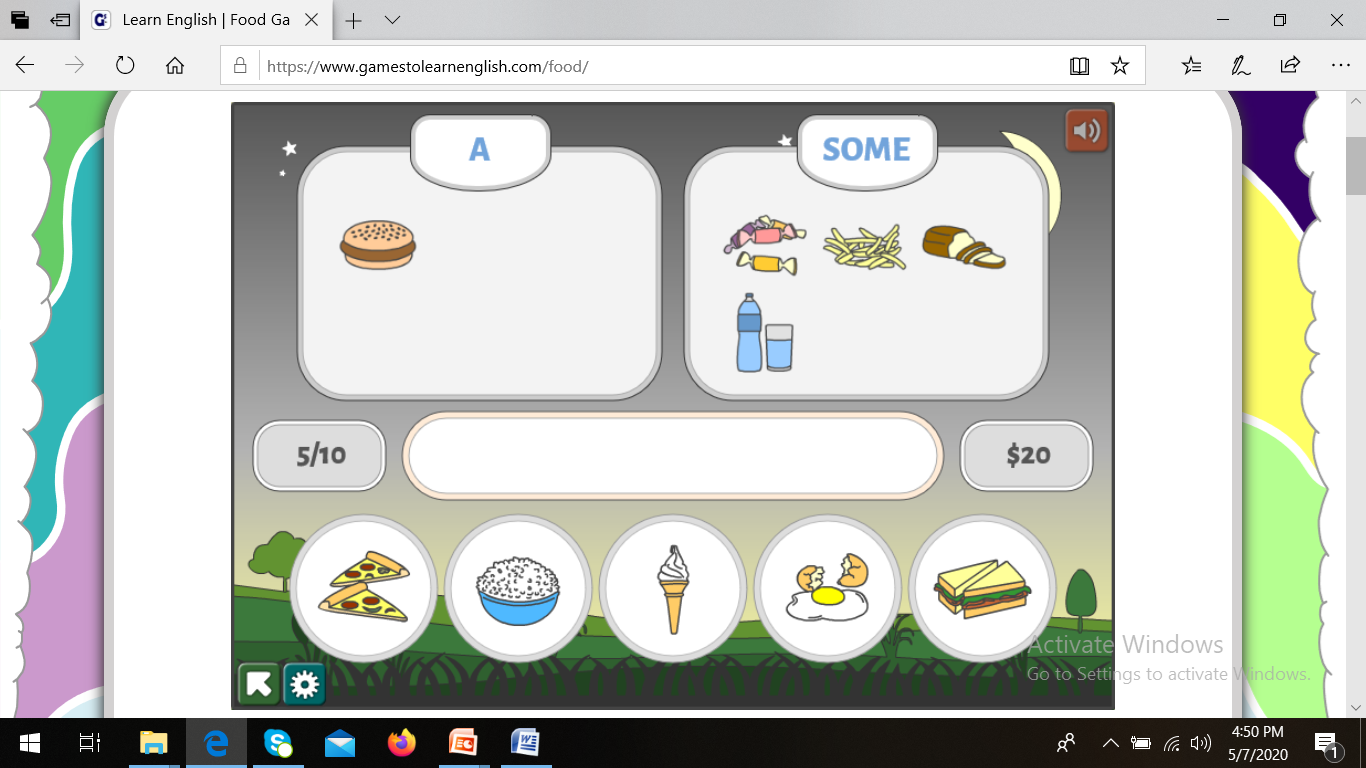 Learn English | Food Ga
https://www.gamestolearnenglish.com/food/
A
SOME
5/10
$20
Activate Windows
Go to Settings to activate Windows.
4:50 PM
5/7/2020
1